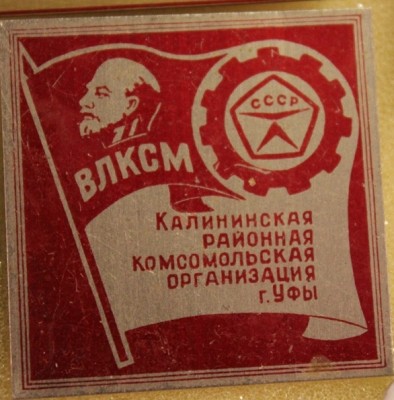 СССР
ВЛКСМ
КАЛИНИНСКАЯ
РАЙОННАЯ
КОМСОМОЛЬСКАЯ
ОРГАНИЗАЦИЯ
г. УФЫ